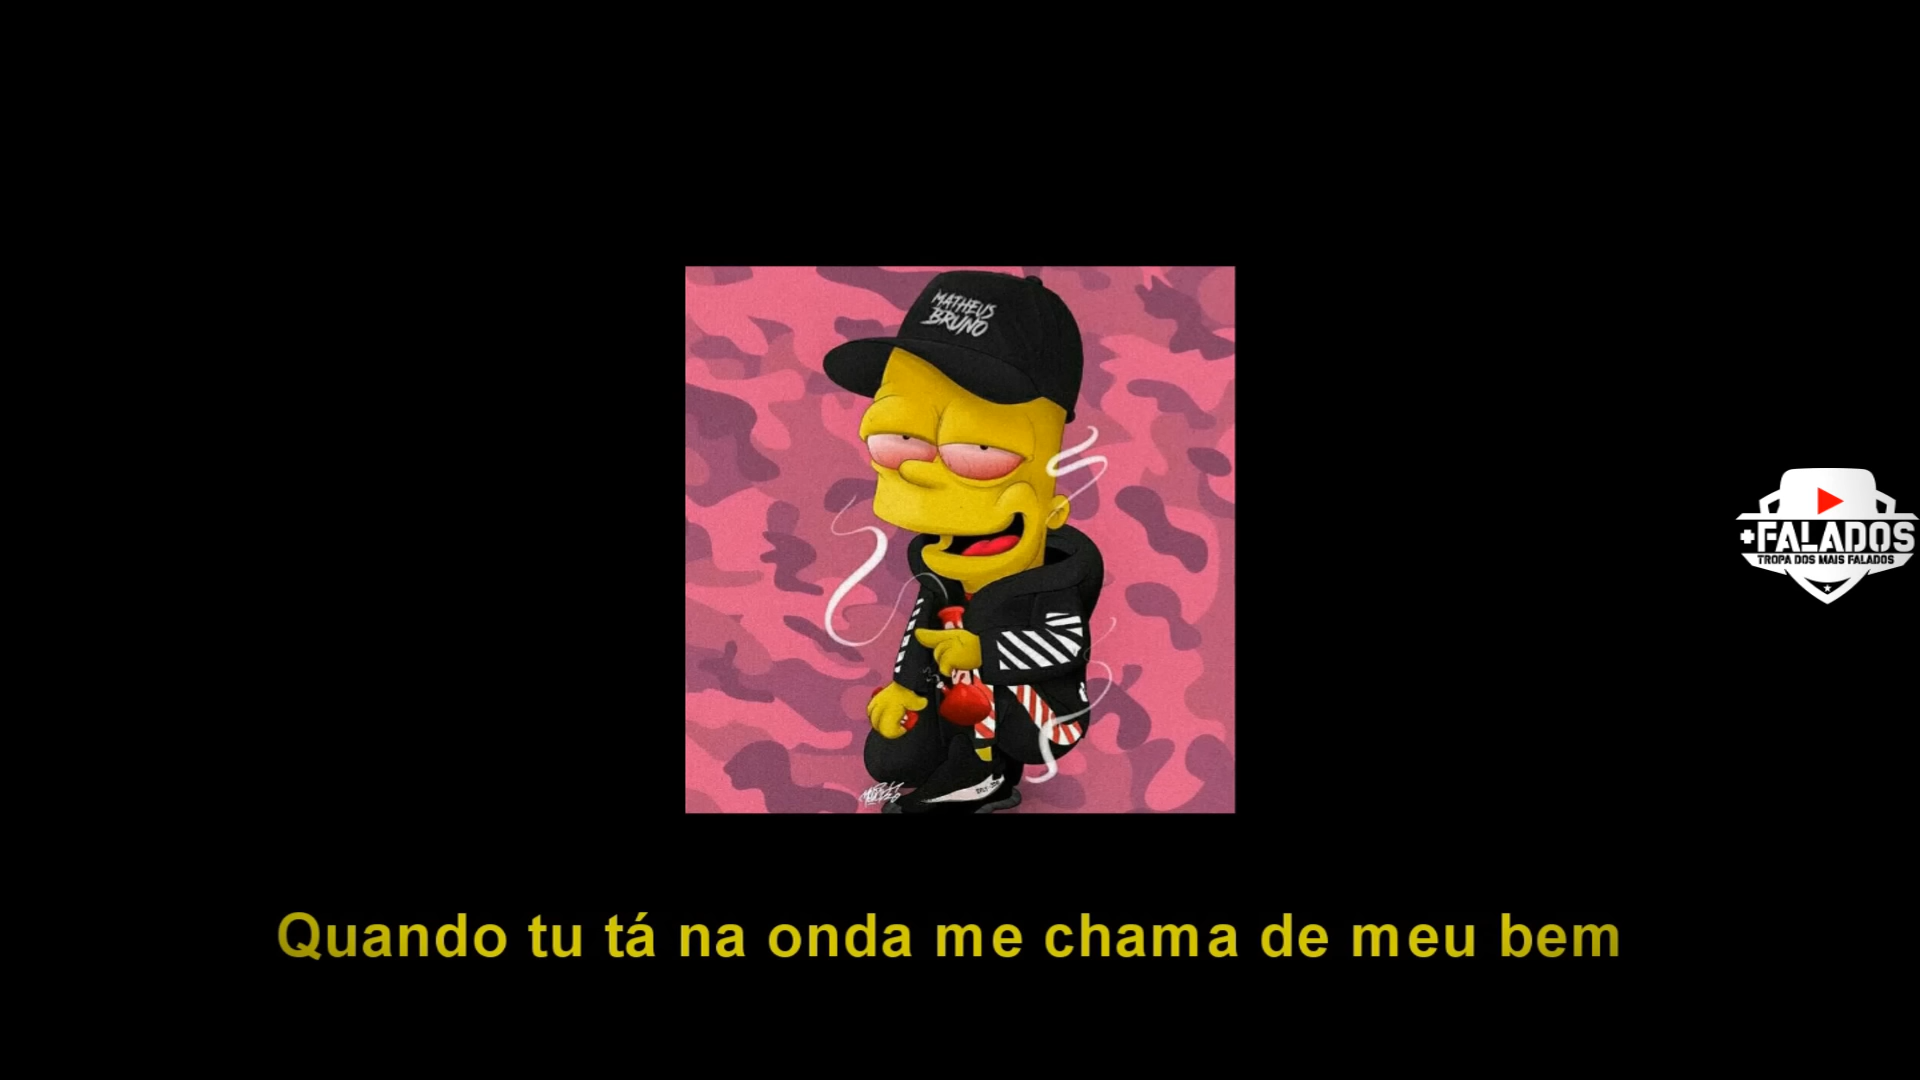 MATHEUS
BRUNO
+FALADOS
TROPA DOS MAIS FALADOS
Quando tu tá na onda me chama de meu bem